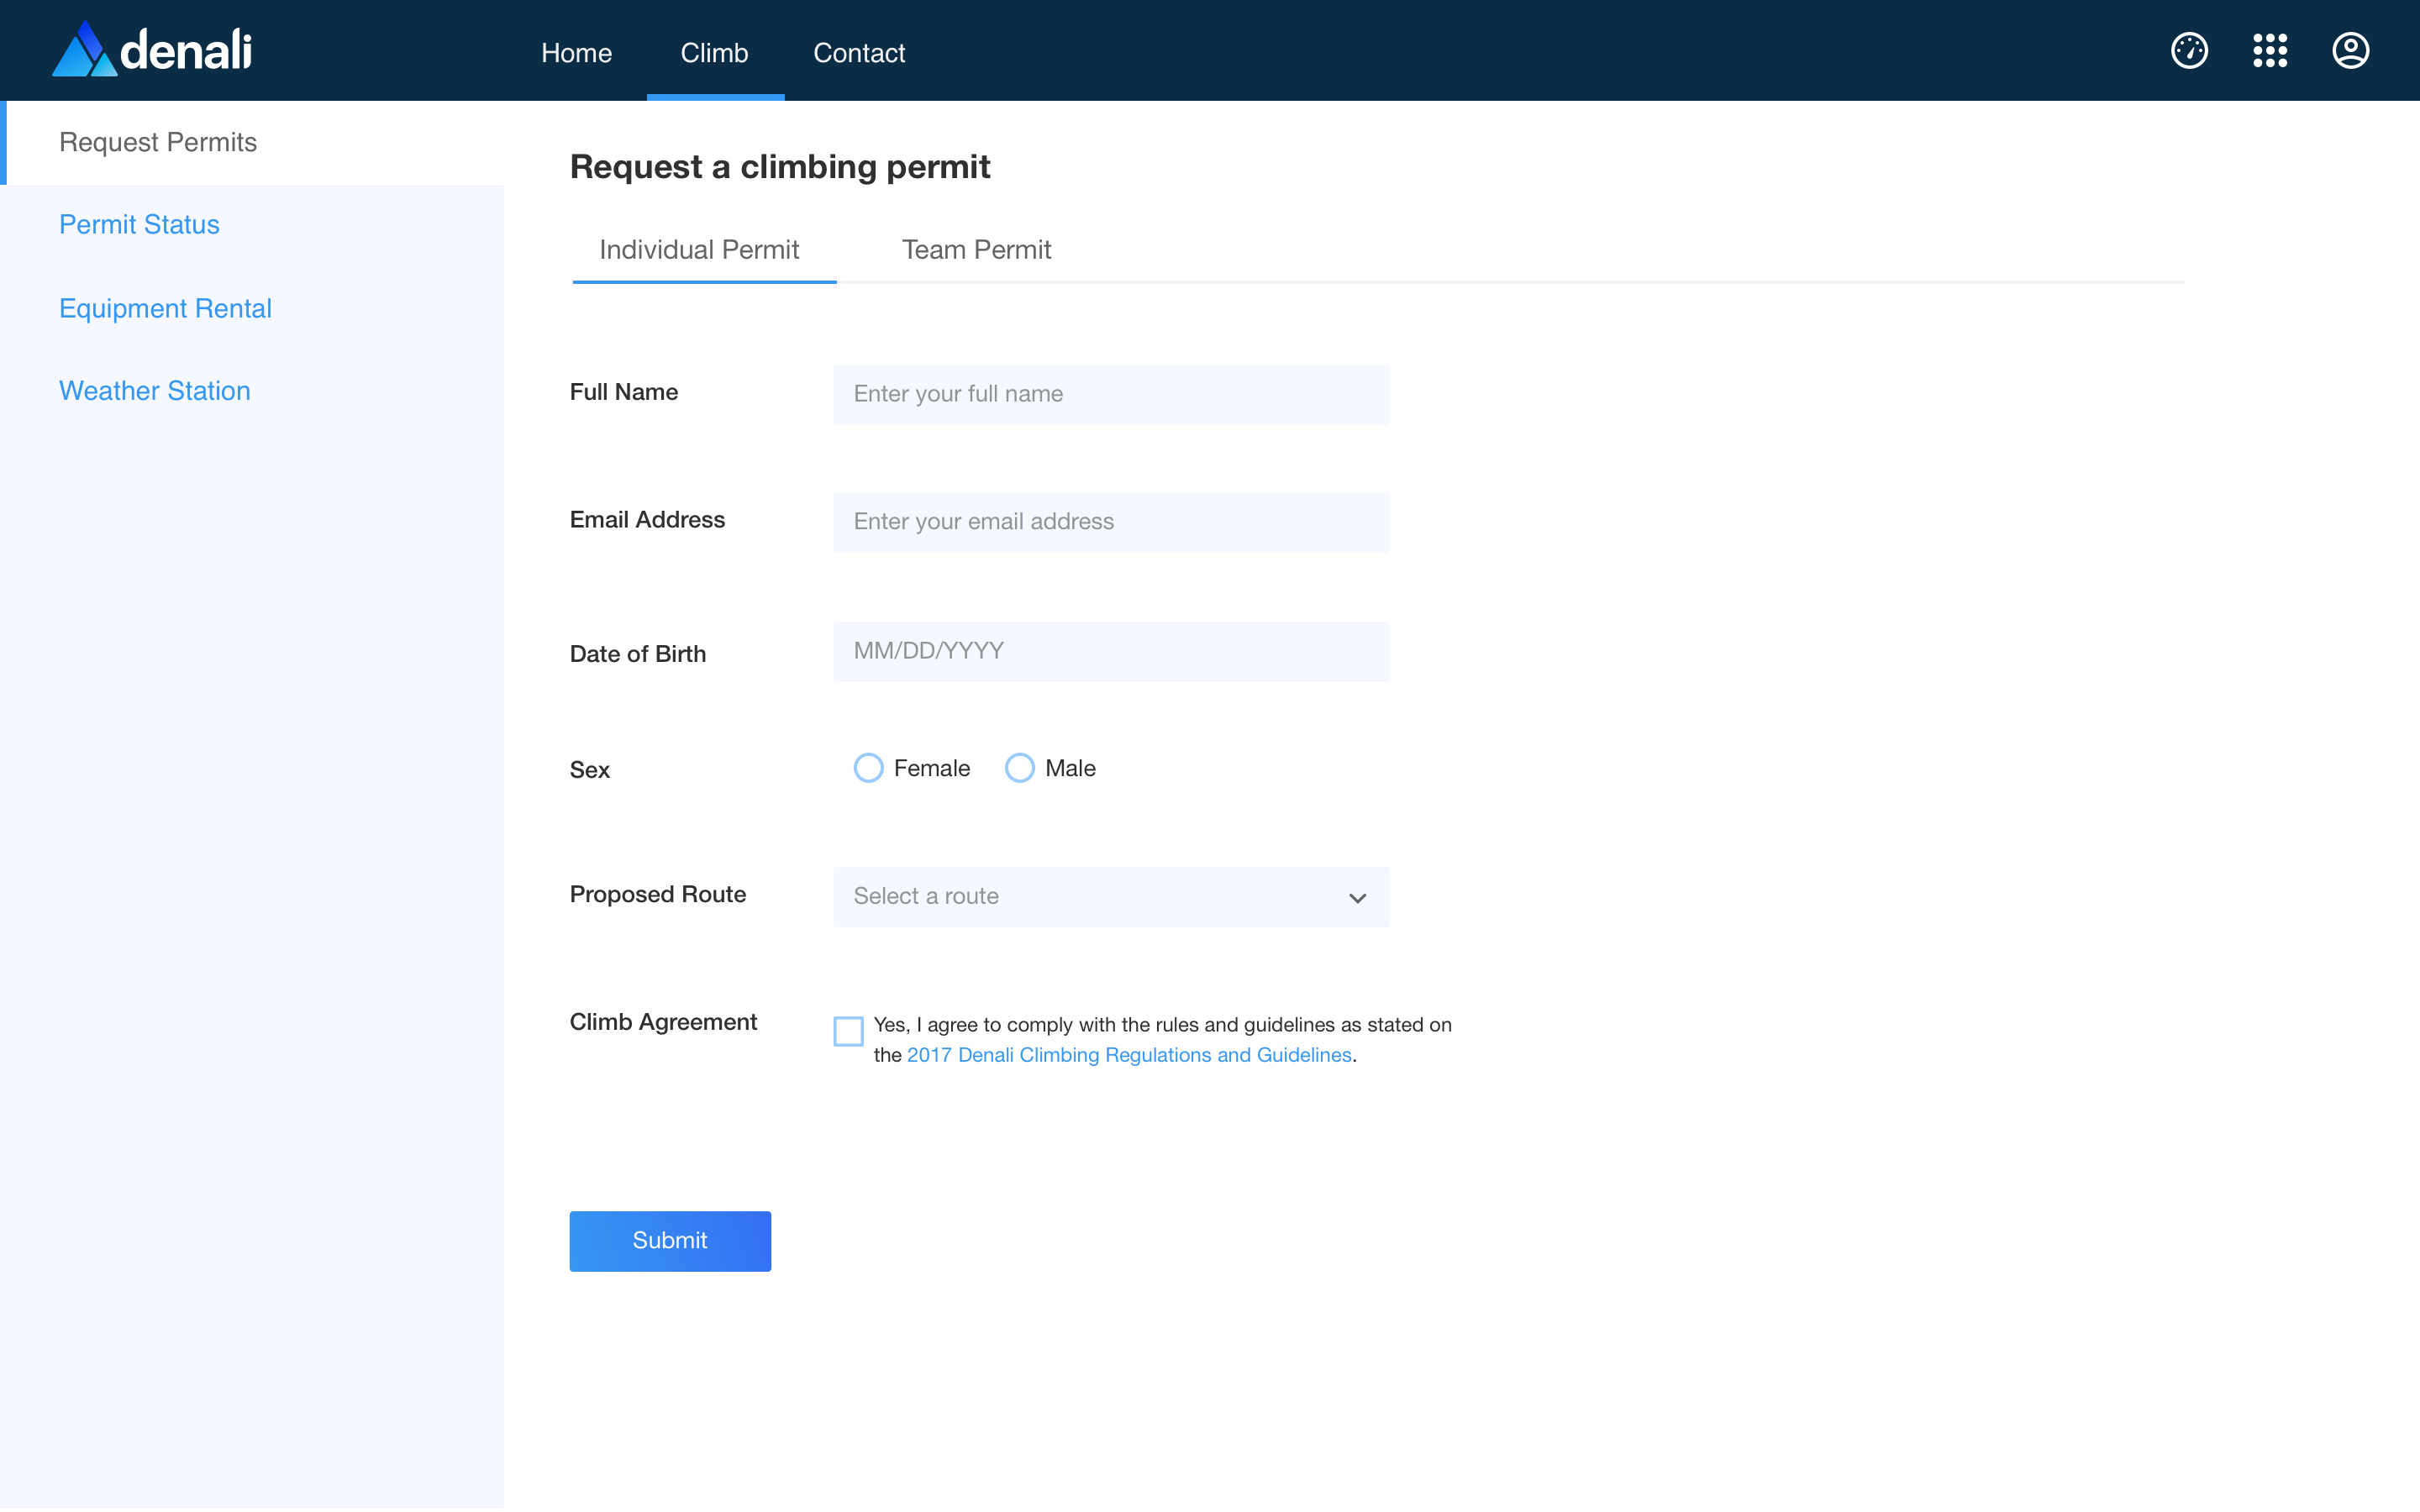 denali
Home
Climb
Contact
Request Permits
Permit Status
Equipment Rental
Weather Station
Request a climbing permit
Individual Permit
Team Permit
Full Name
Enter your full name
Email Address
Enter your email address
Date of Birth
MM/DD/YYYY
Sex
Female
Male
Proposed Route
Select a route
Climb Agreement
Yes, I agree to comply with the rules and guidelines as stated on
the 2017 Denali Climbing Regulations and Guidelines.
Submit